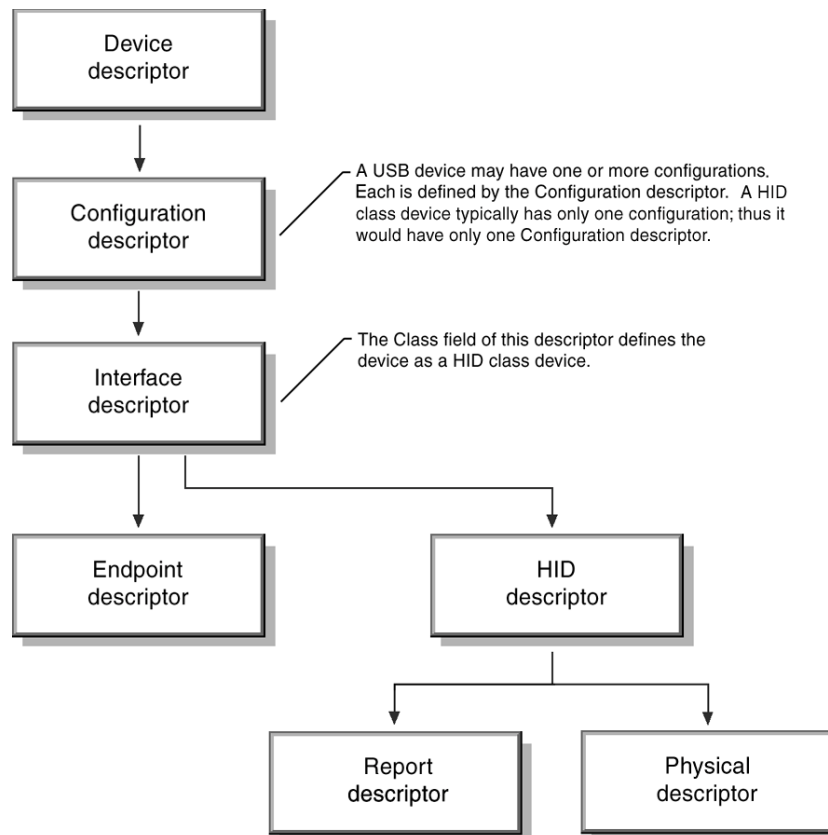 Device
descriptor
A USB device may have one or more configurations.
Each is defined by the Configuration descriptor. A HID
class device typically has only one configuration; thus it
would have only one Configuration descriptor.
Configuration
descriptor
The Class field of this descriptor defines the
device as a HID class device.
Interface
descriptor
Endpoint
descriptor
HID
descriptor
Report
descriptor
Physical
descriptor